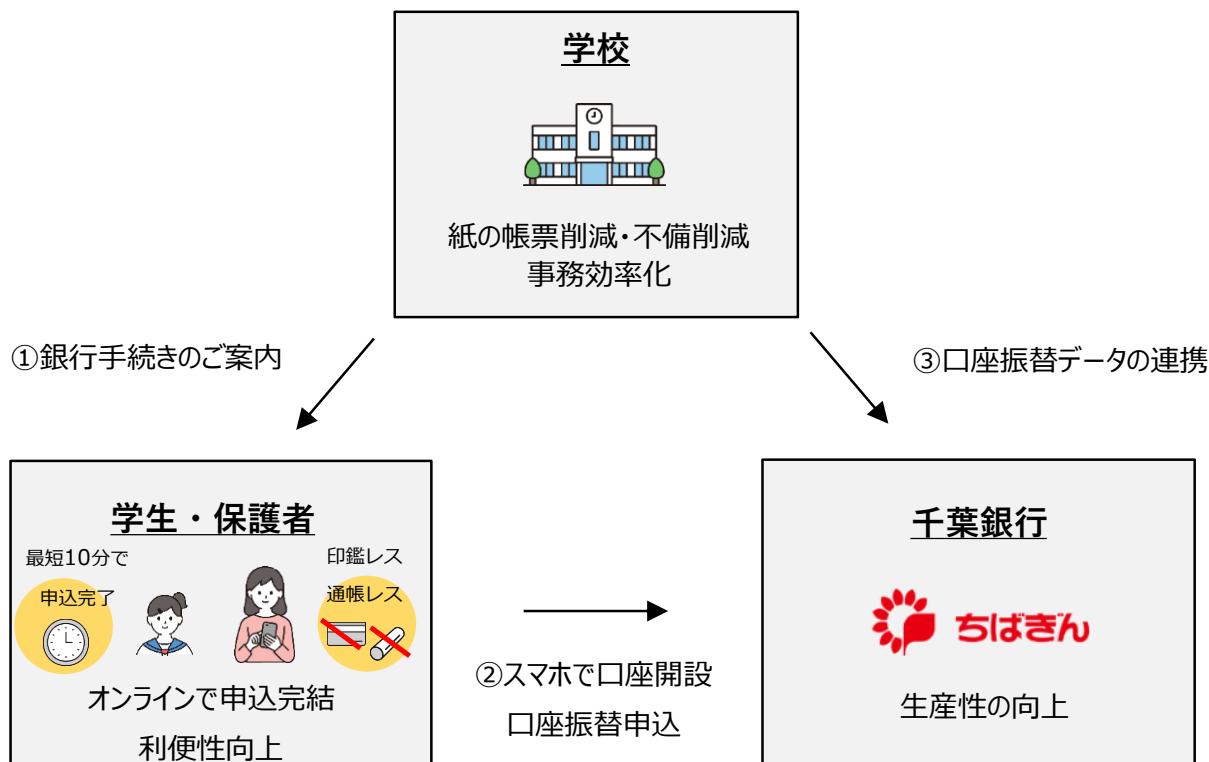 学校
紙の帳票削減・不備削減
事務効率化
①銀行手続きのご案内
③口座振替データの連携
学生・保護者
最短10分で
申込完了
印鑑レス
通帳レス
オンラインで申込完結
利便性向上
②スマホで口座開設
口座振替申込
千葉銀行
ちばぎん
生産性の向上